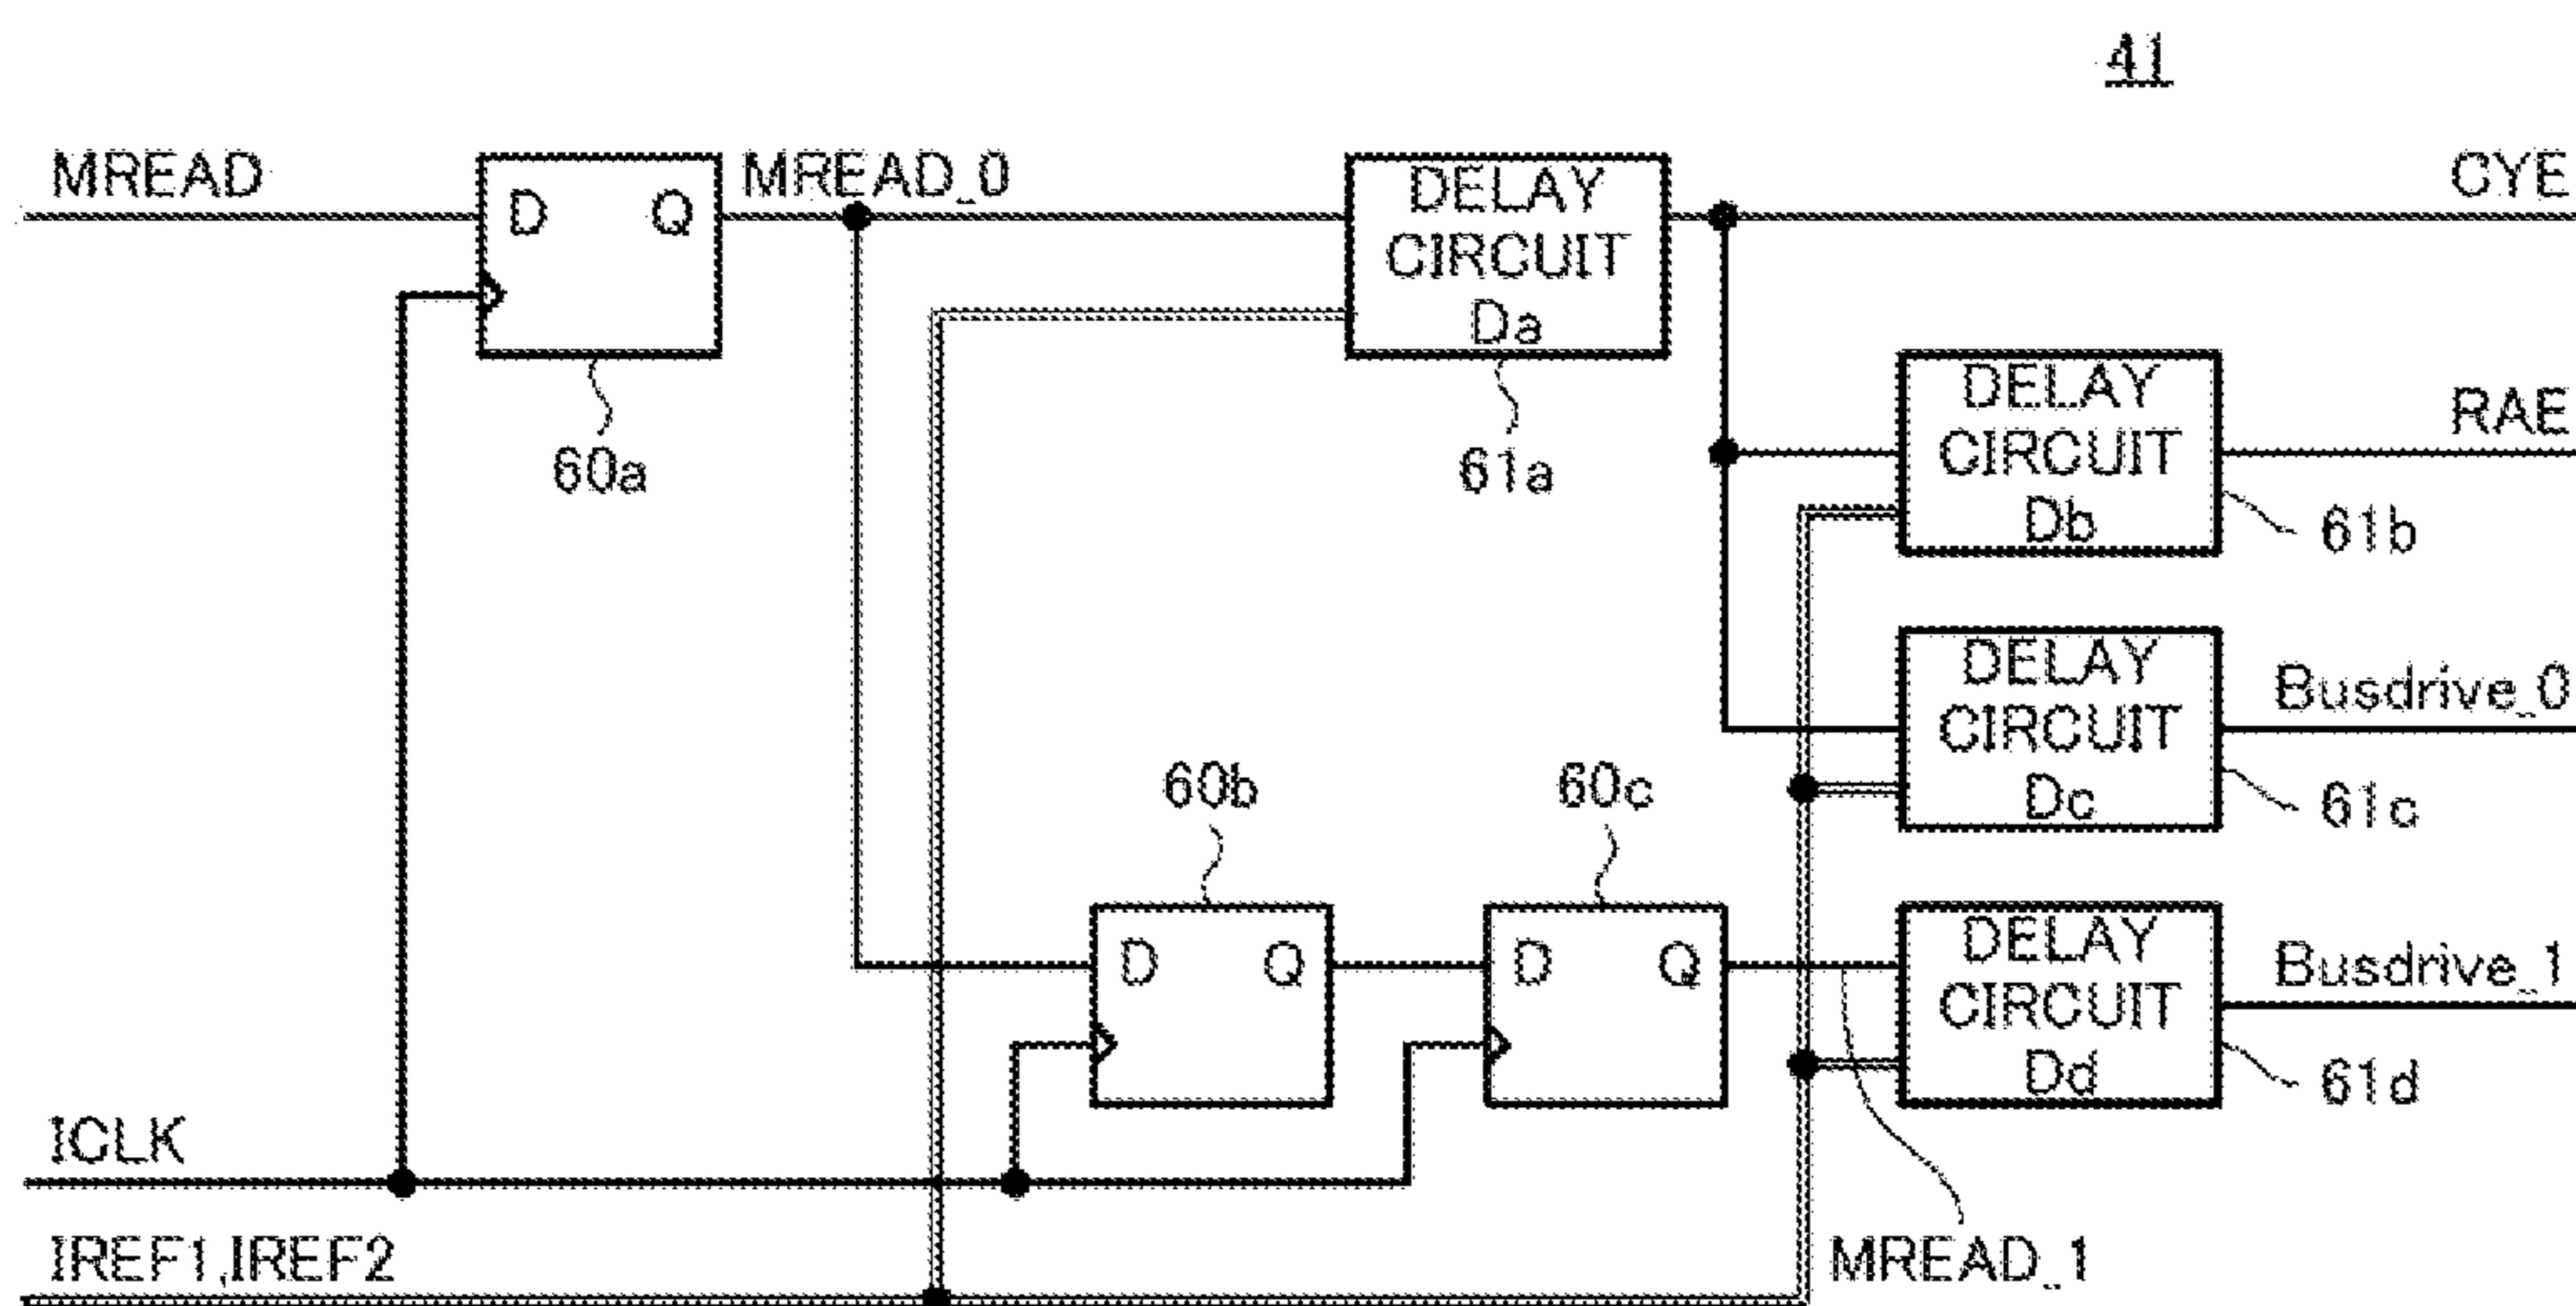 41
MREAD
D Q
MREAD_0
DELAY
CIRCUIT
Da
CYE
60a
61a
DELAY
CIRCUIT
Db
RAE
61b
DELAY
CIRCUIT
Dc
Busdrive_0
61c
60b
60c
D Q
D Q
DELAY
CIRCUIT
Dd
Busdrive_1
61d
ICLK
IREF1,IREF2
MREAD_1